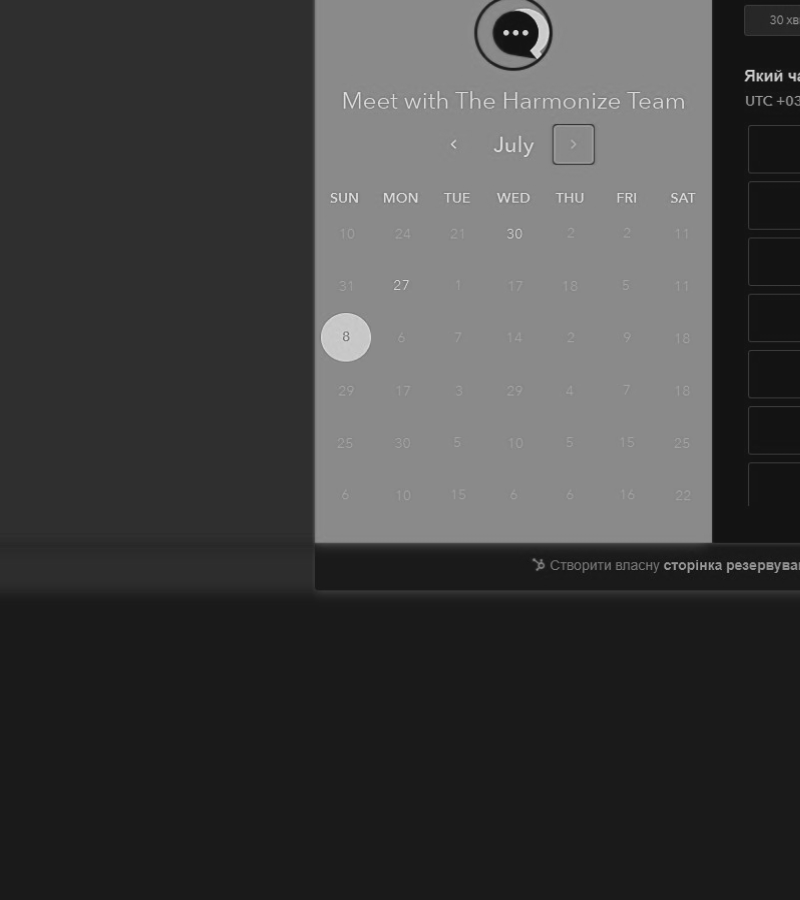 30 хв
Meet with The Harmonize Team
Який ча
UTC +03
July
SUN MON TUE WED THU FRI SAT
10 24 21 30 2 2 11
31 27 1 17 18 5 11
8 6 7 14 2 9 18
29 17 3 29 4 7 18
25 30 5 10 5 15 25
6 10 15 6 6 16 22
Створити власну сторінка резервува